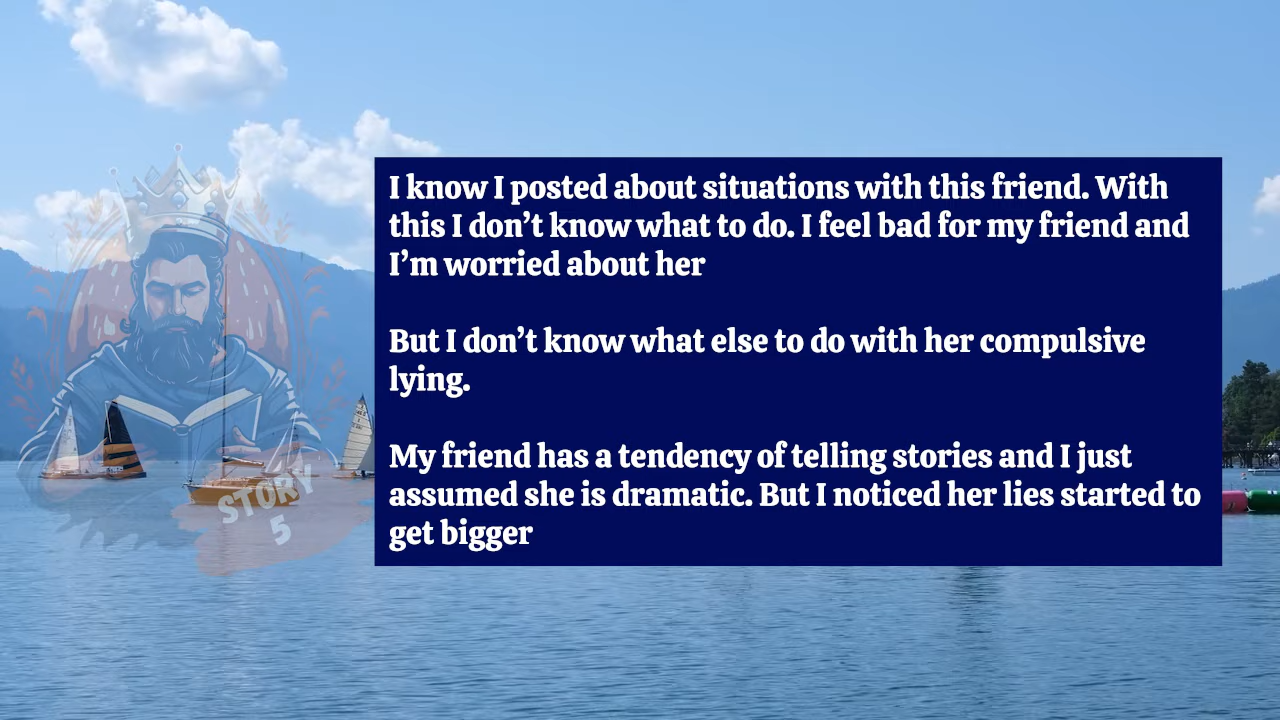 I know I posted about situations with this friend. With
this I don’t know what to do. I feel bad for my friend and
I’m worried about her
But I don’t know what else to do with her compulsive
lying.
My friend has a tendency of telling stories and I just
assumed she is dramatic. But I noticed her lies started to
get bigger
STORY
5